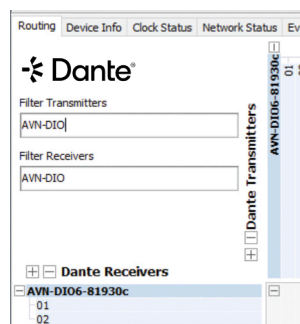 Routing Device Info Clock Status Network Status Ev
Dante®
Filter Transmitters
AVN-DIO
Filter Receivers
AVN-DIO
Dante Transmitters
AVN-DIO6-81930c
01
Dante Receivers
AVN-DIO6-81930c
01
02